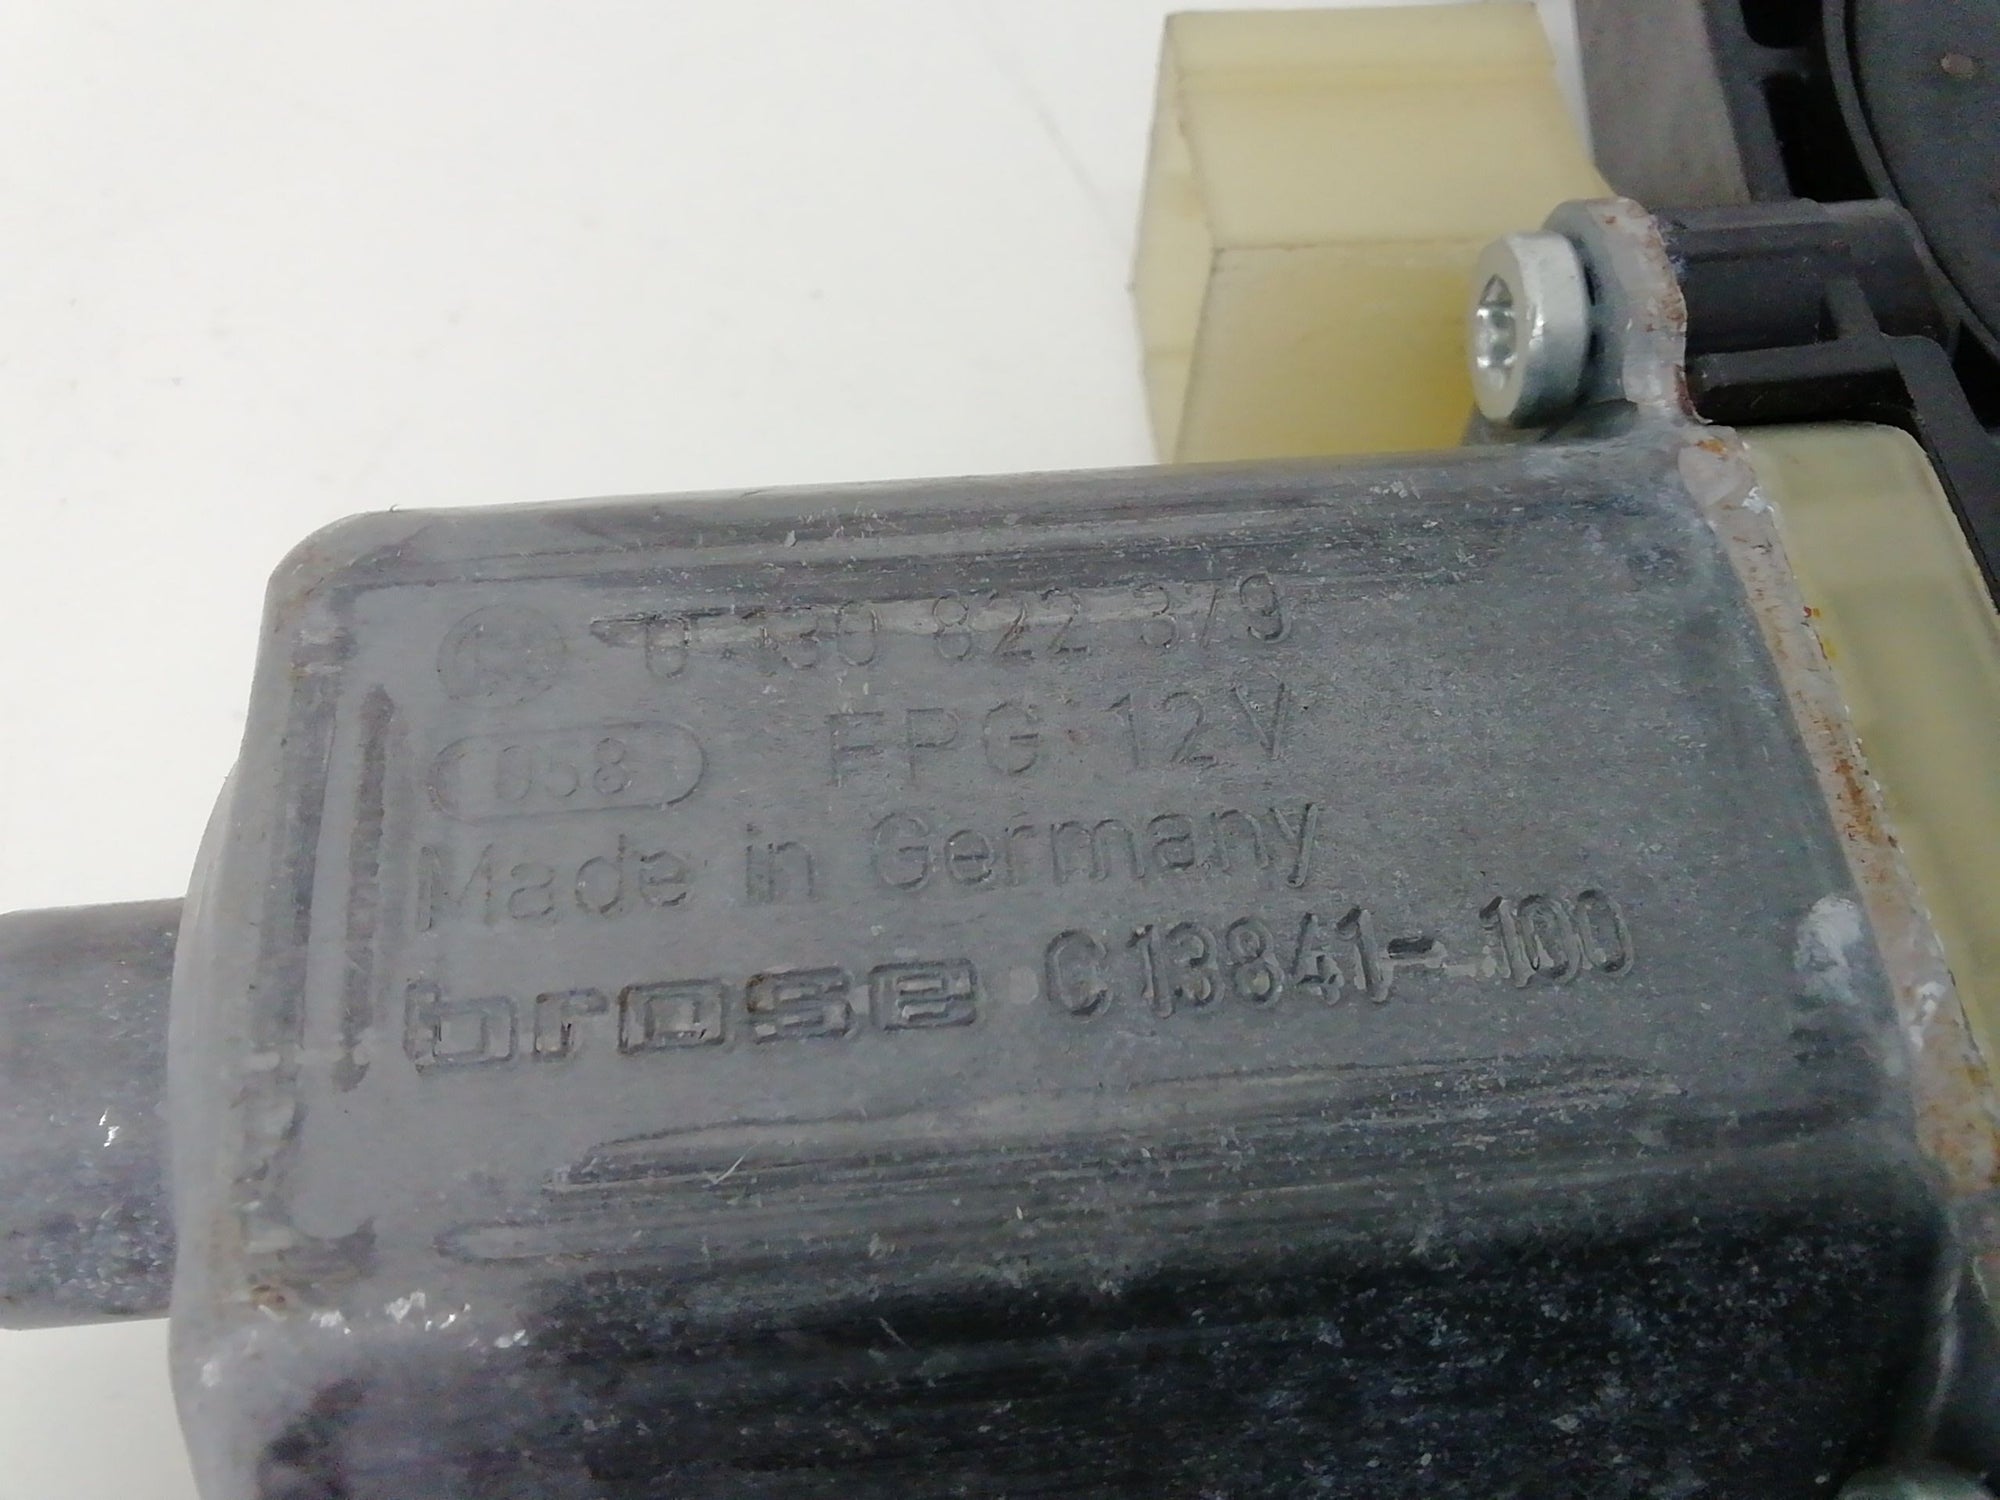 0 130 822 379
058 FPG 12V
Made in Germany
brose C13841-100